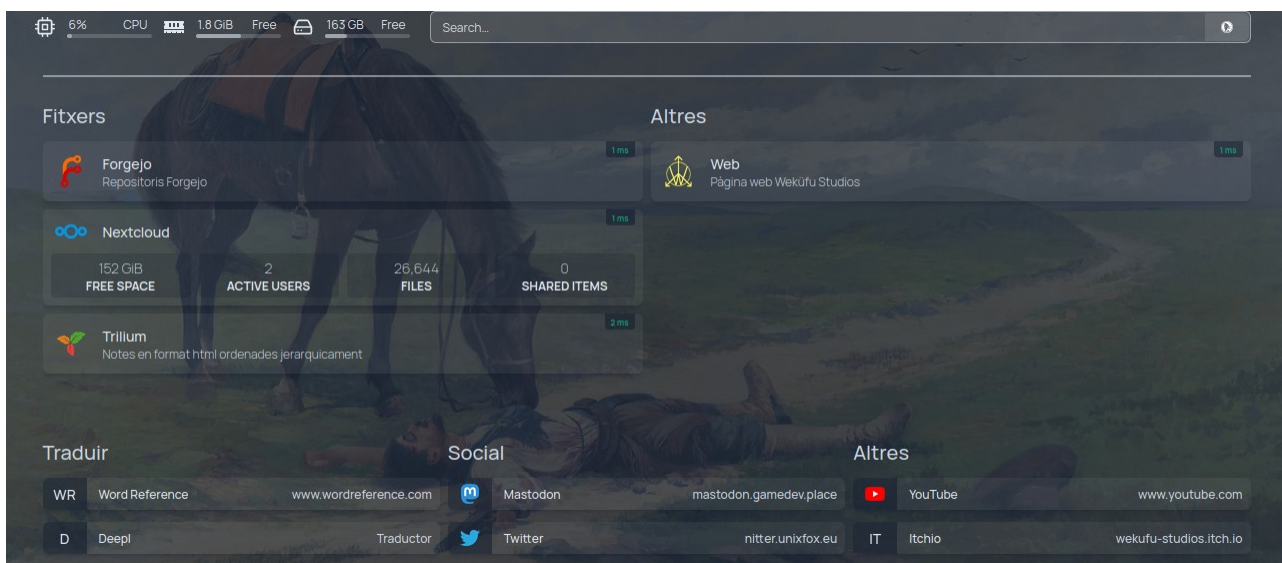 6% CPU 1.8 GiB Free 163 GB Free Search...
Fitxers
Forgejo
Repositoris Forgejo
1 ms
Nextcloud
1 ms
152 GiB 2 26,644 0
FREE SPACE ACTIVE USERS FILES SHARED ITEMS
Trilium
Notes en format html ordenades jerarquicament
2 ms
Altres
Web
Pàgina web Weküfu Studios
1 ms
Traduir
WR Word Reference www.wordreference.com
D Deepl Traductor
Social
Mastodon mastodon.gamedev.place
Twitter nitter.unixfox.eu
Altres
YouTube www.youtube.com
IT Itchio wekufu-studios.itch.io